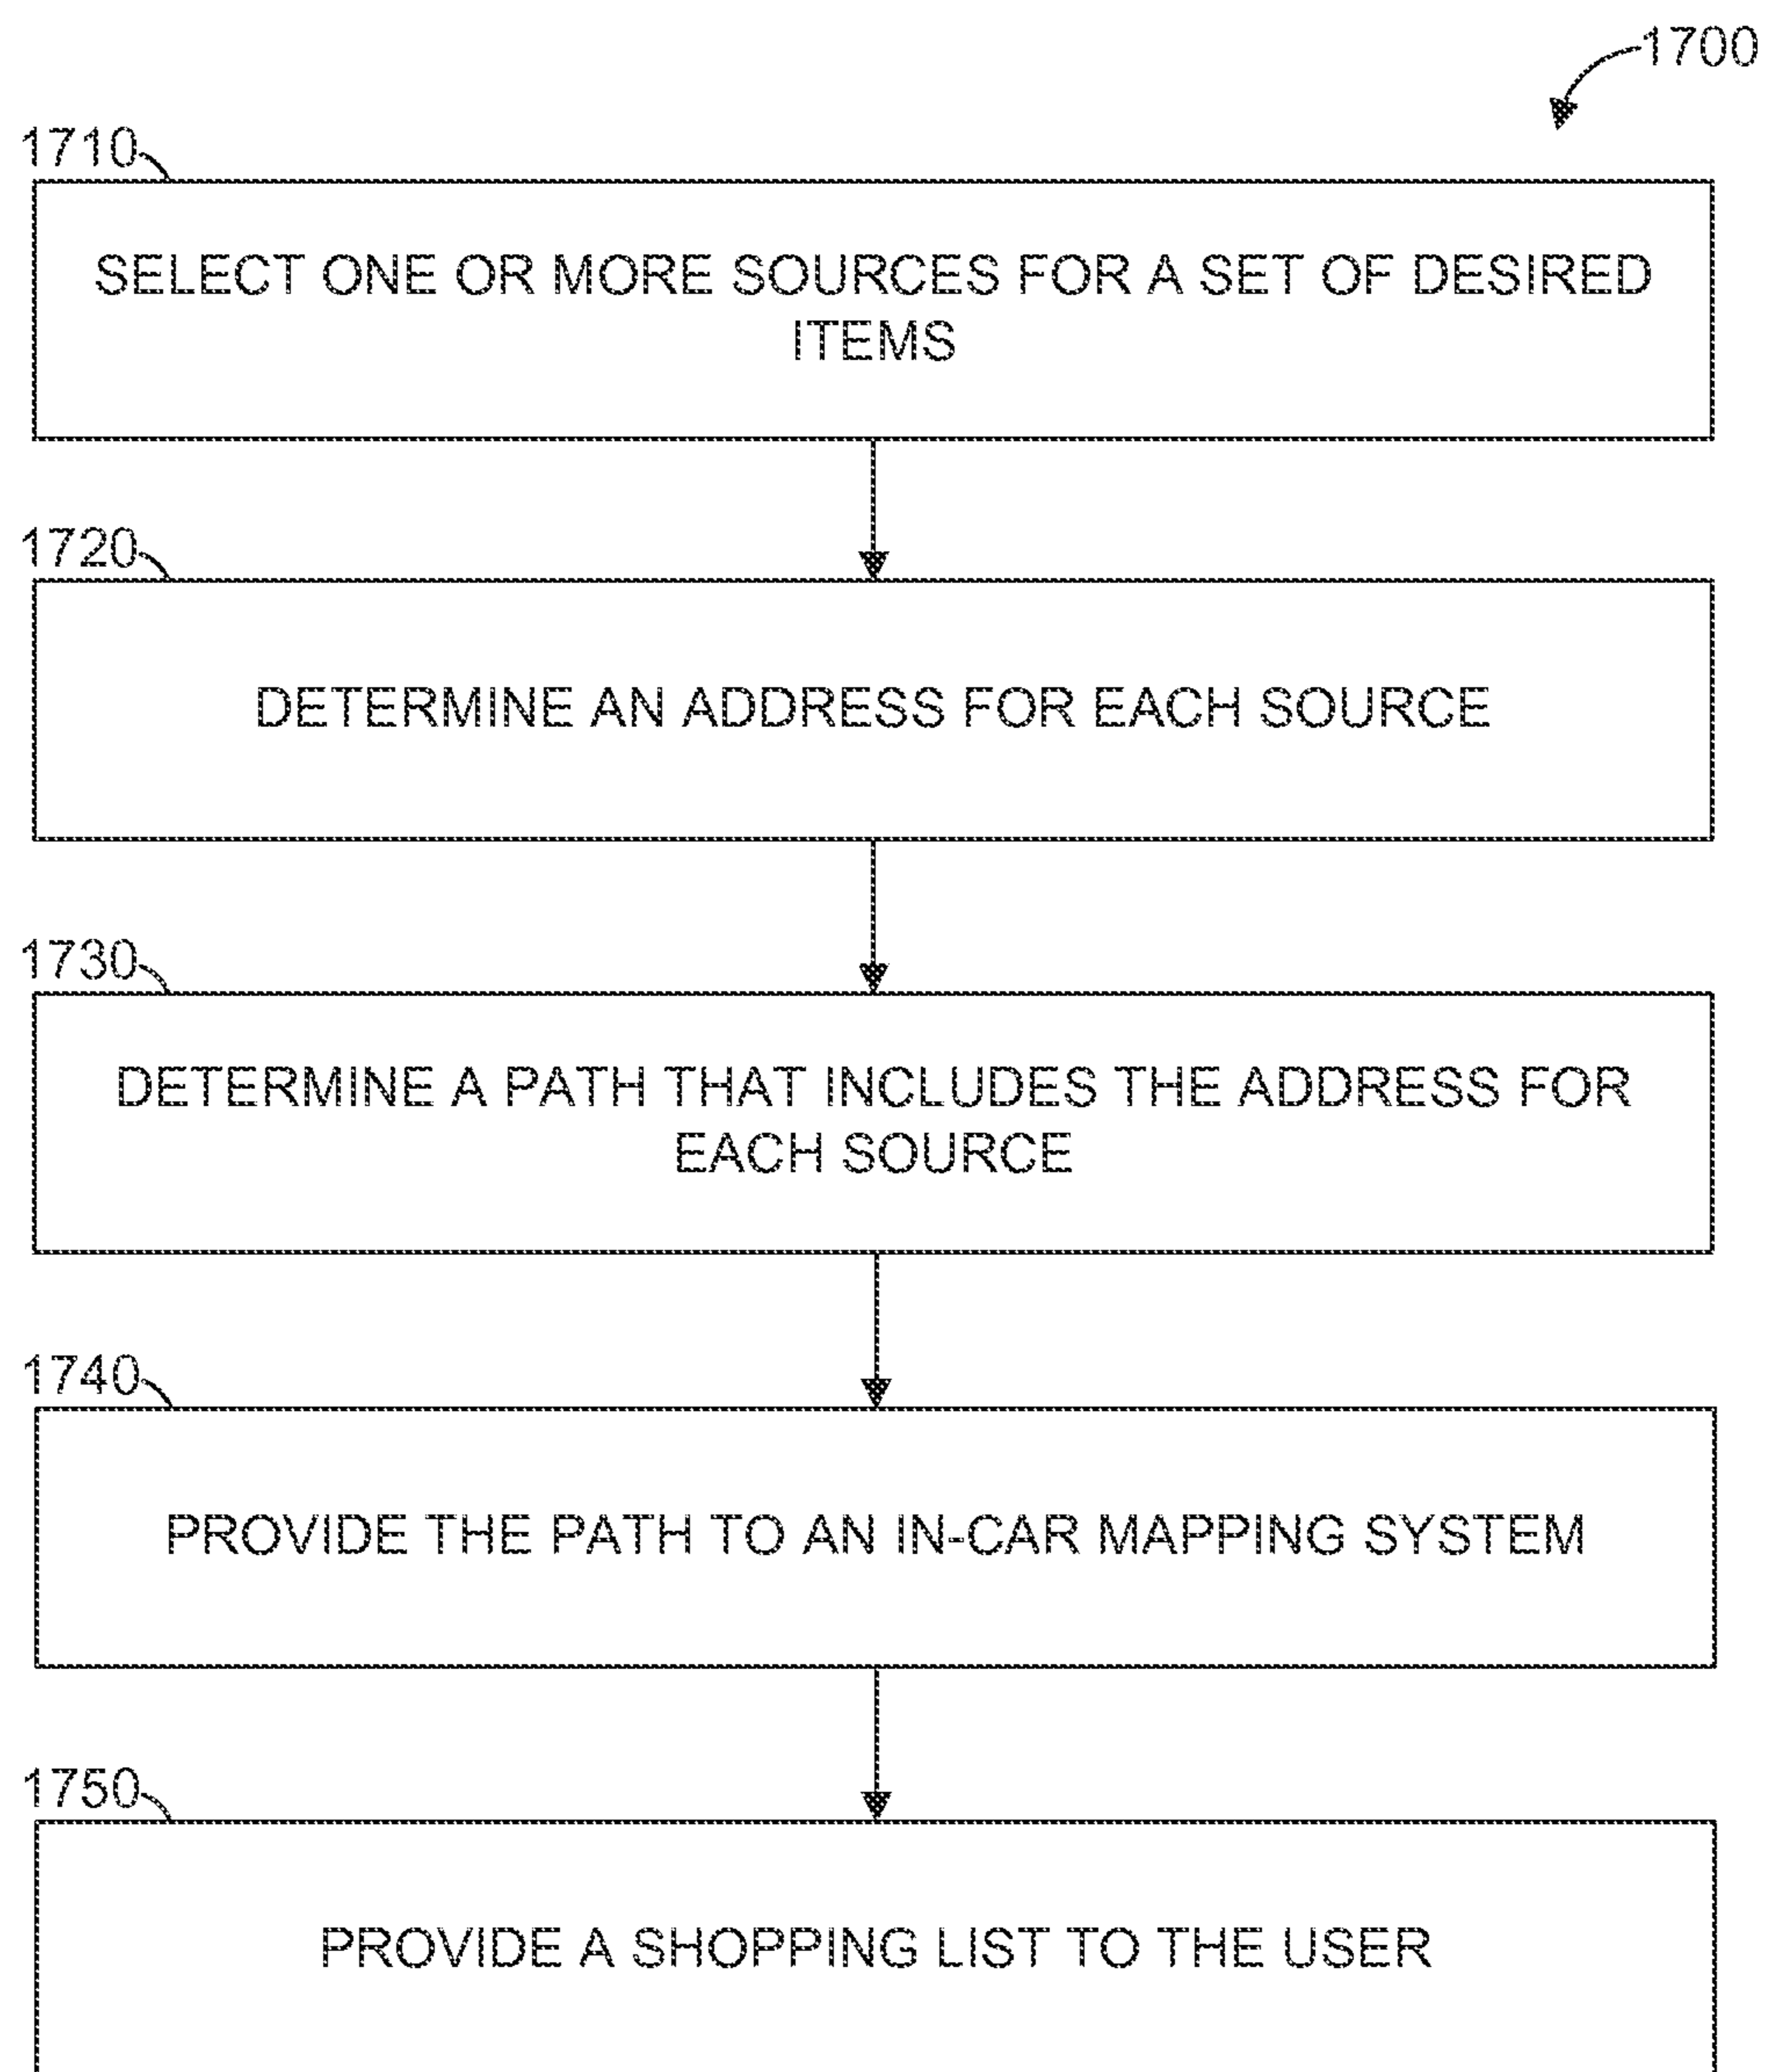 1700
1710
SELECT ONE OR MORE SOURCES FOR A SET OF DESIRED
ITEMS
1720
DETERMINE AN ADDRESS FOR EACH SOURCE
1730
DETERMINE A PATH THAT INCLUDES THE ADDRESS FOR
EACH SOURCE
1740
PROVIDE THE PATH TO AN IN-CAR MAPPING SYSTEM
1750
PROVIDE A SHOPPING LIST TO THE USER